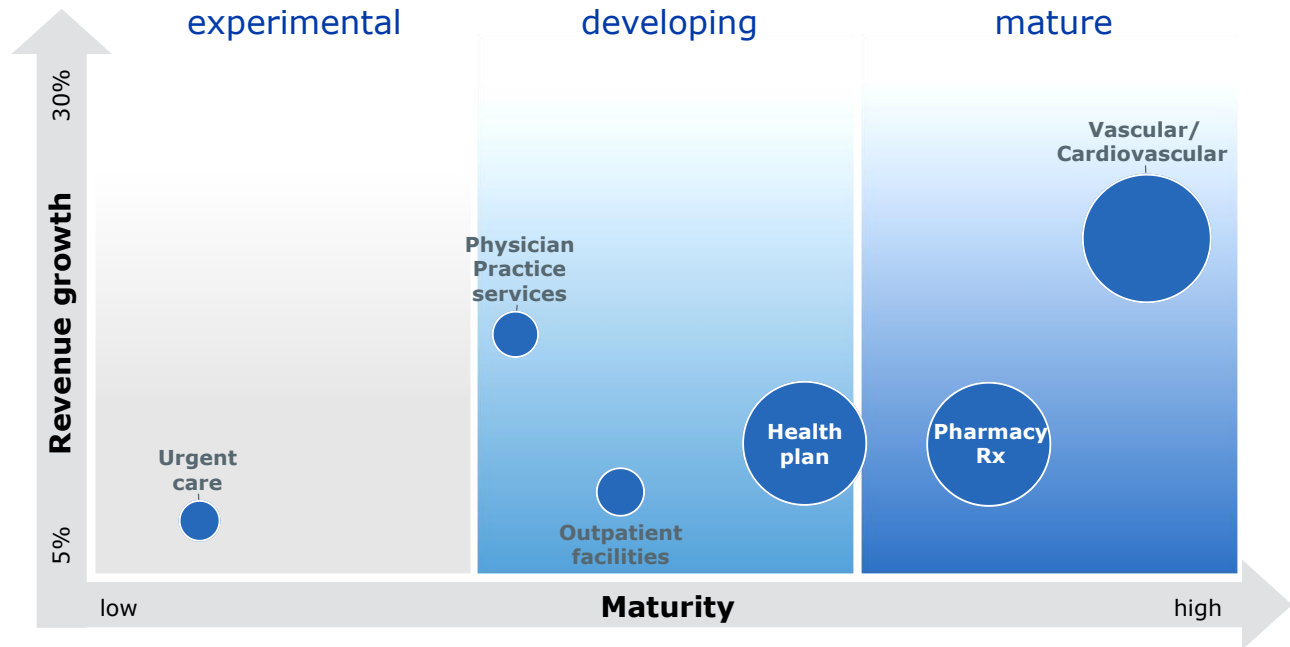 experimental
developing
mature
30%
Revenue growth
5%
Vascular/
Cardiovascular
Physician
Practice
services
Health
plan
Pharmacy
Rx
Urgent
care
Outpatient
facilities
low
Maturity
high